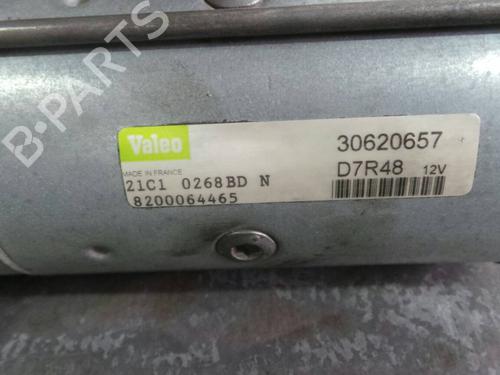 B-PARTS
Valeo
MADE IN FRANCE
21C1 0268BD N
8200064465
30620657
D7R48 12V